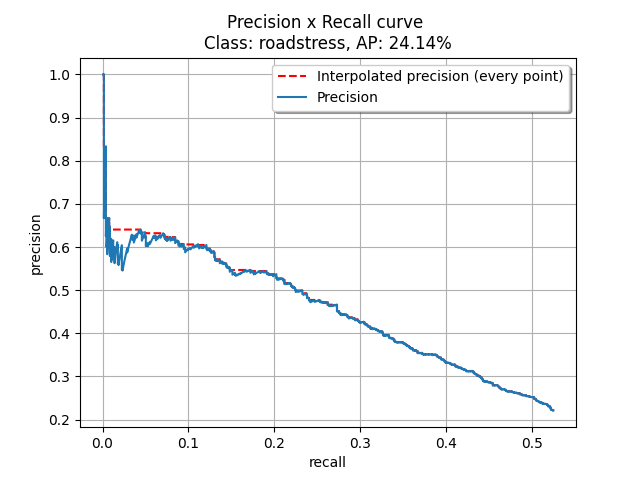 Precision x Recall curve
Class: roadstress, AP: 24.14%
Interpolated precision (every point)
Precision
1.0
0.9
0.8
0.7
0.6
0.5
0.4
0.3
0.2
precision
0.0 0.1 0.2 0.3 0.4 0.5
recall